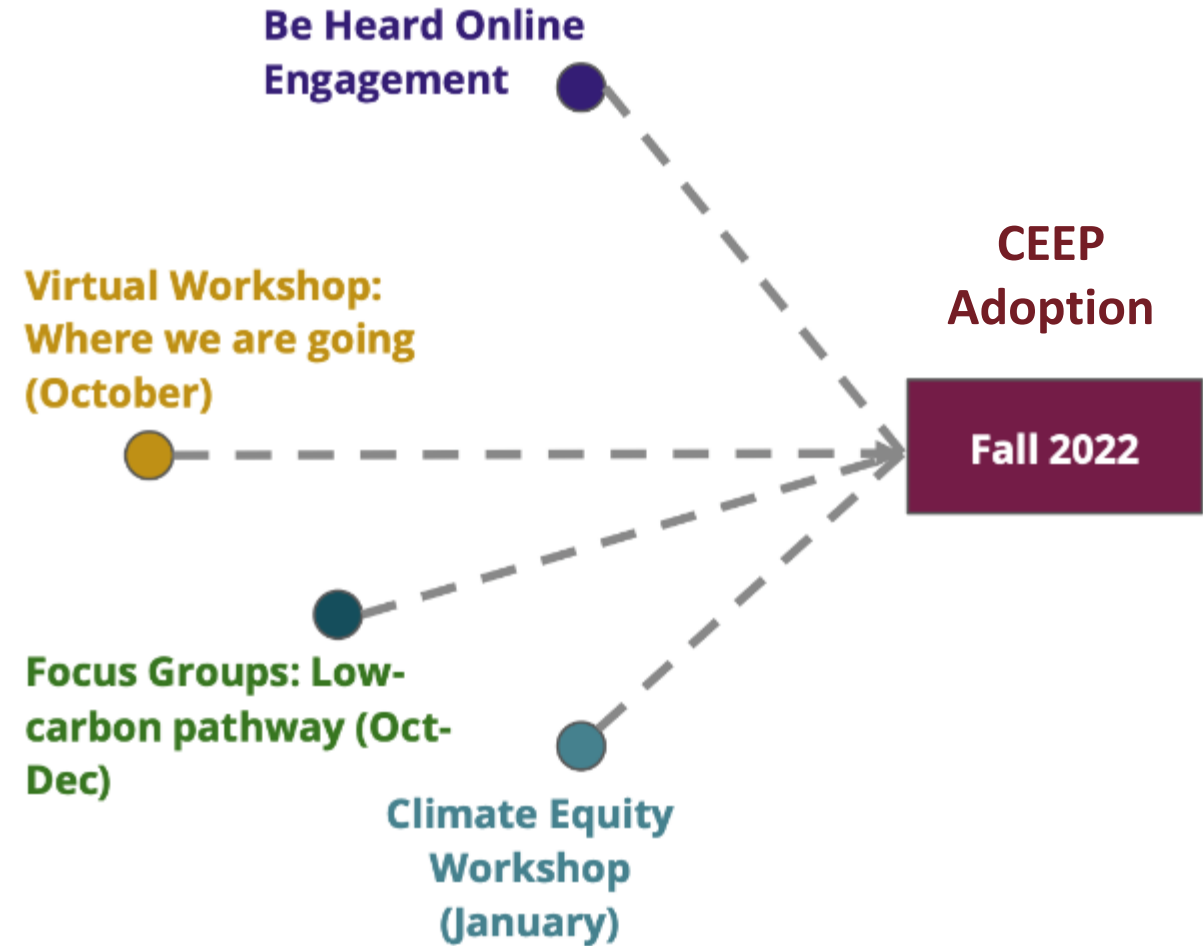 Be Heard Online
Engagement
Virtual Workshop:
Where we are going
(October)
CEEP
Adoption
Fall 2022
Focus Groups: Low-
carbon pathway (Oct-
Dec)
Climate Equity
Workshop
(January)